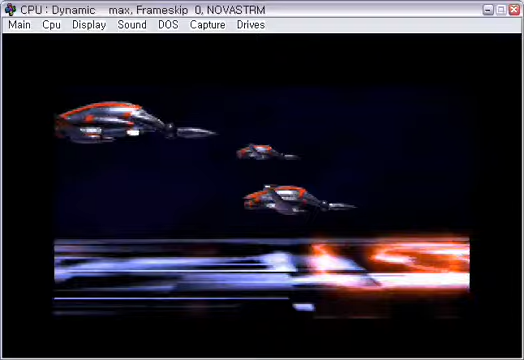 CPU : Dynamic   max, Frameskip  0, NOVASTRM
Main Cpu Display Sound DOS Capture Drives